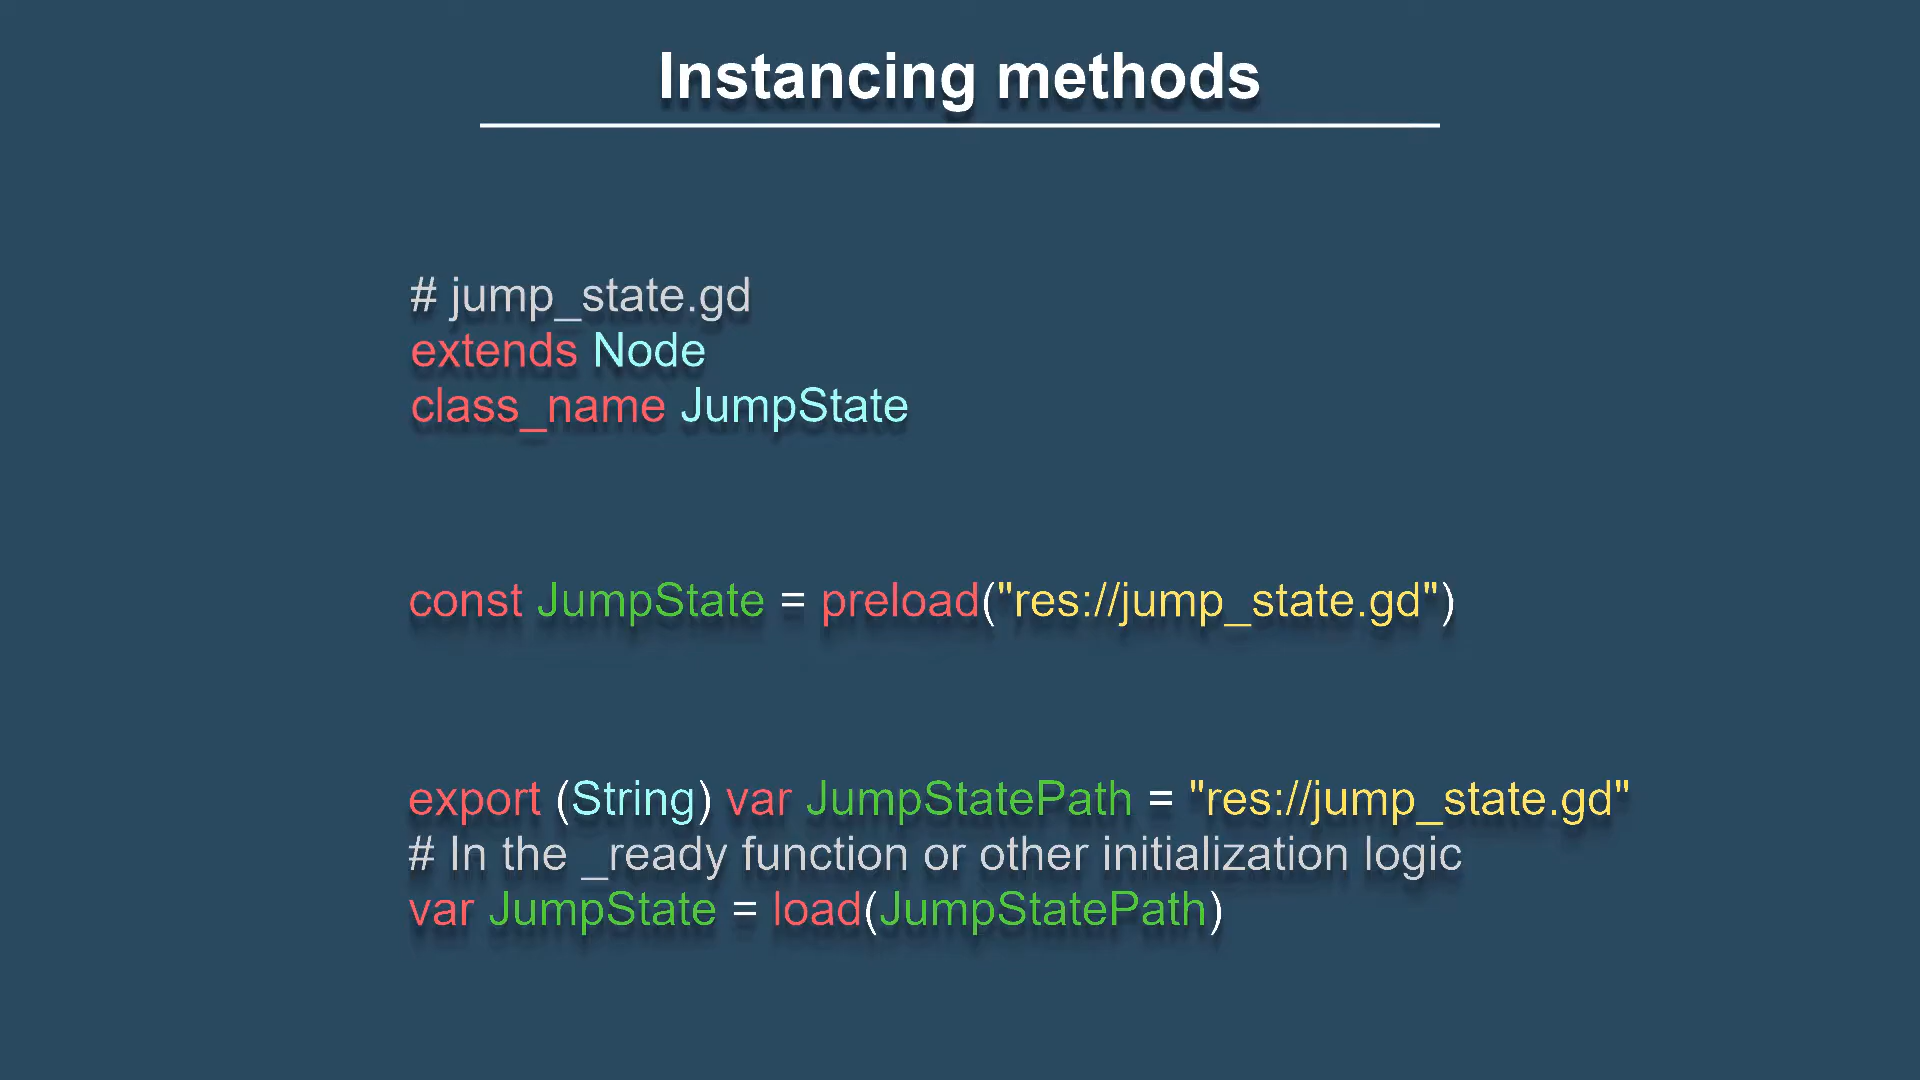 Instancing methods
# jump_state.gd
extends Node
class_name JumpState
const JumpState = preload("res://jump_state.gd")
export (String) var JumpStatePath = "res://jump_state.gd"
# In the _ready function or other initialization logic
var JumpState = load(JumpStatePath)